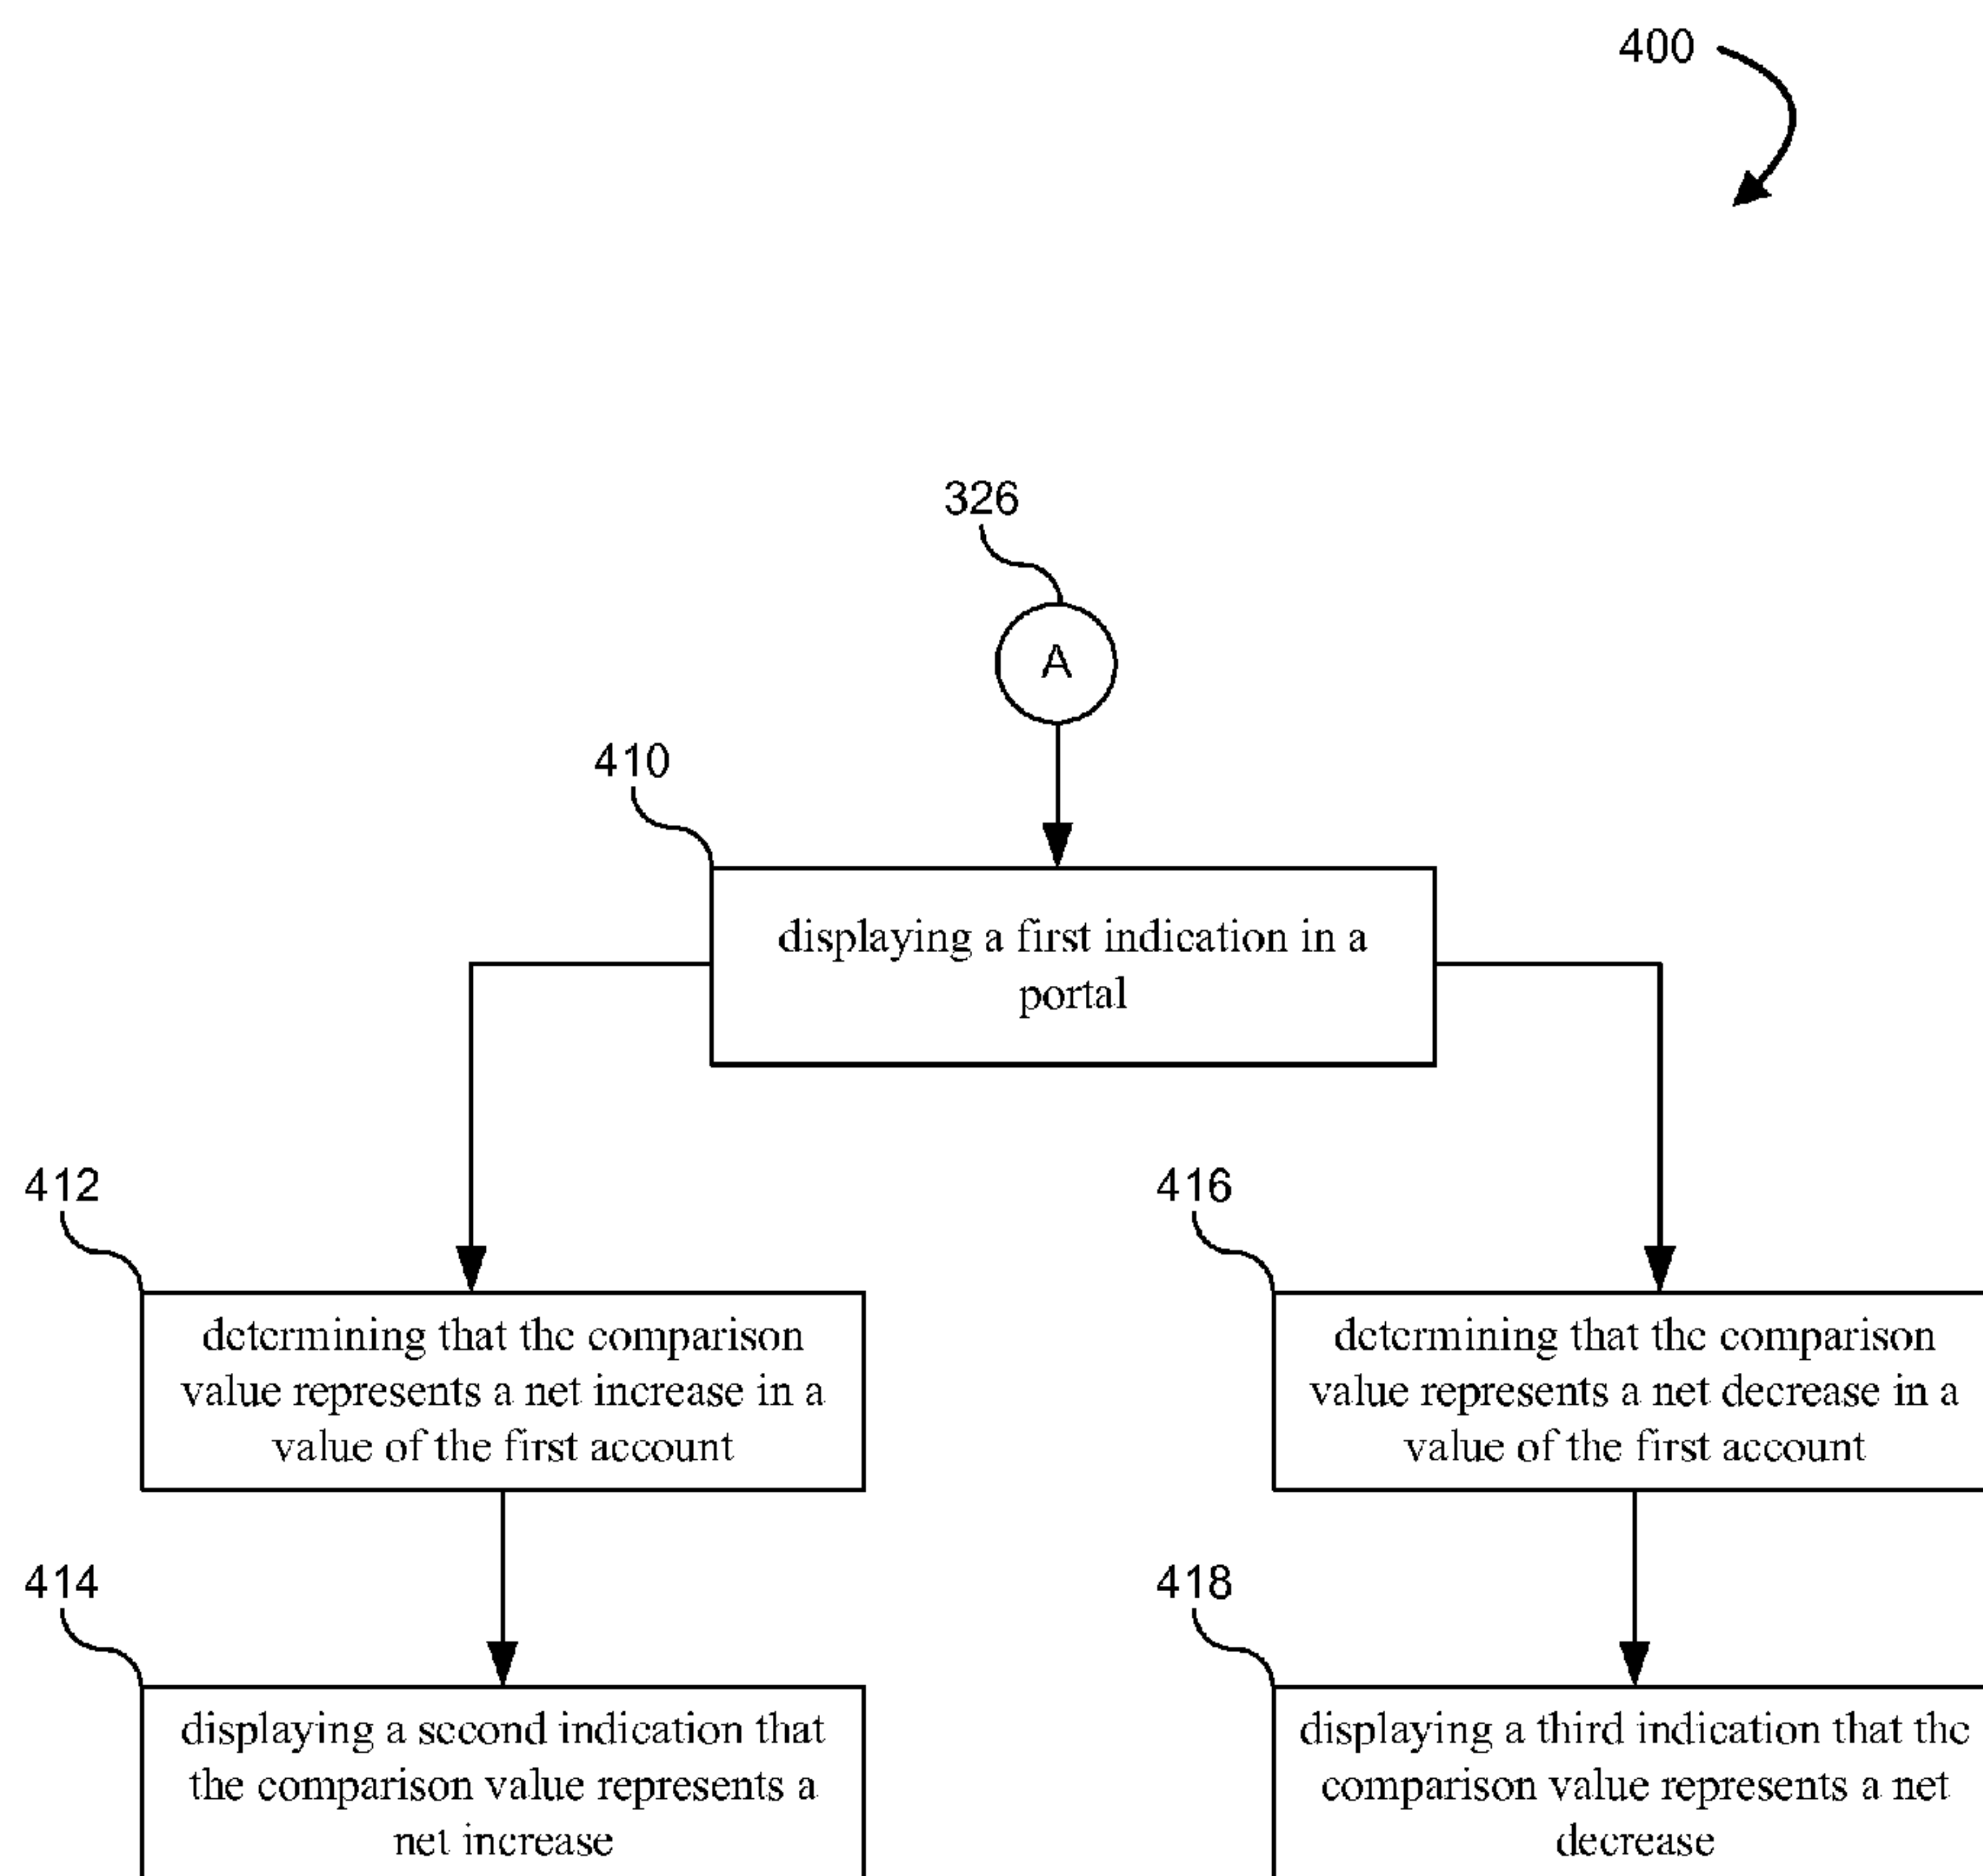 400
326
A
410
displaying a first indication in a
portal
412
determining that the comparison
value represents a net increase in a
value of the first account
416
determining that the comparison
value represents a net decrease in a
value of the first account
414
displaying a second indication that
the comparison value represents a
net increase
418
displaying a third indication that the
comparison value represents a net
decrease